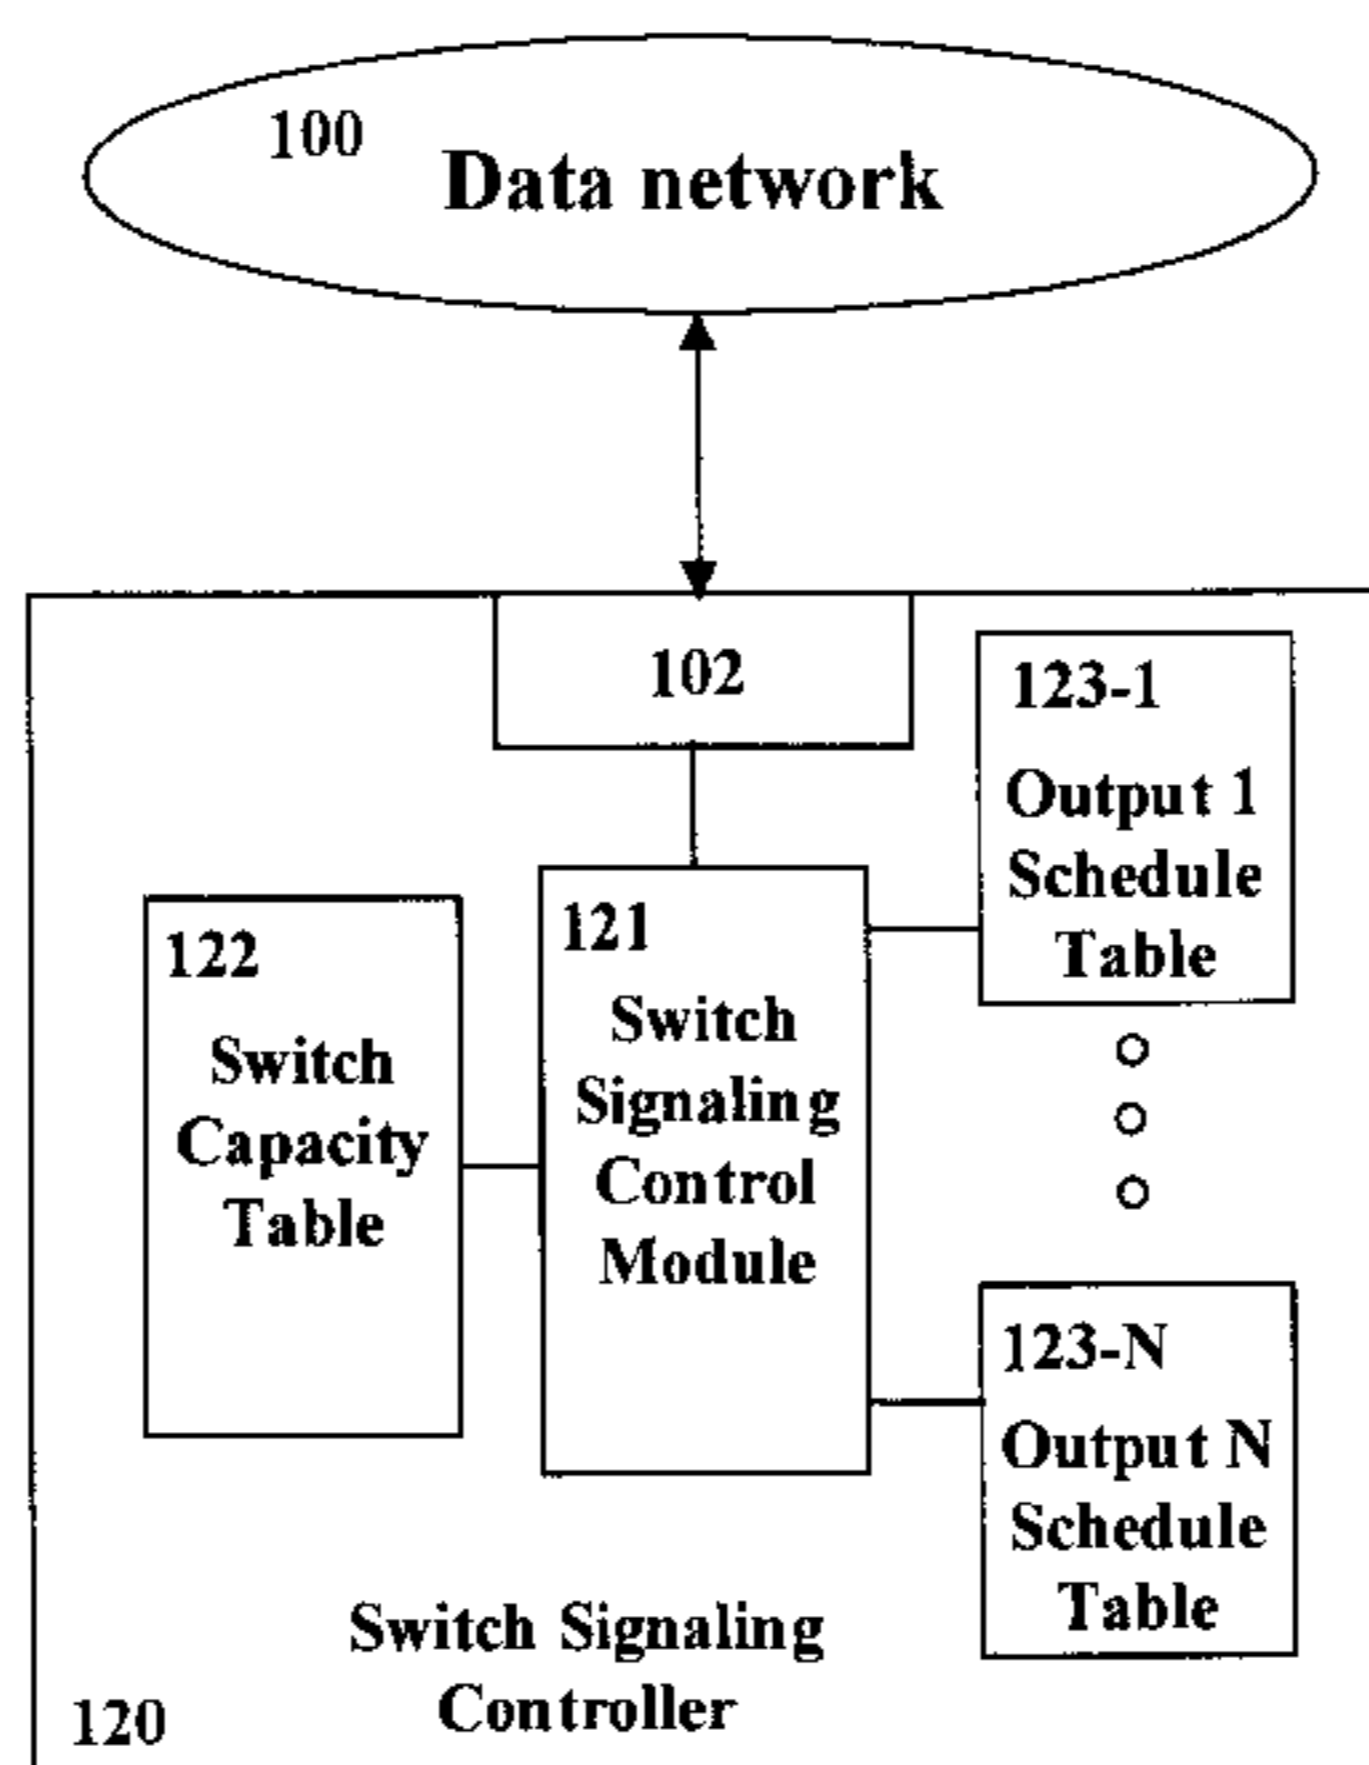 100
Data network
102
123-1
Output 1
Schedule
Table
122
Switch
Capacity
Table
121
Switch
Signaling
Control
Module
123-N
Output N
Schedule
Table
Switch Signaling
Controller
120